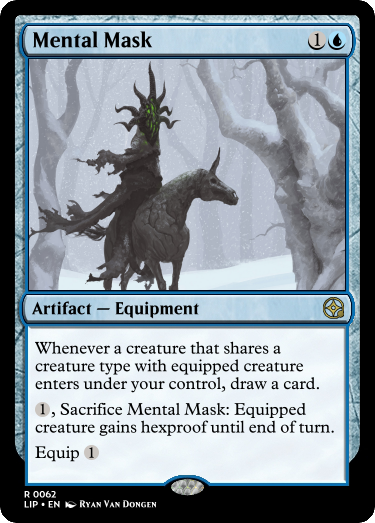 Mental Mask 1
Artifact — Equipment
Whenever a creature that shares a
creature type with equipped creature
enters under your control, draw a card.
1, Sacrifice Mental Mask: Equipped
creature gains hexproof until end of turn.
Equip 1
R 0062
LIP • EN Ryan Van Dongen